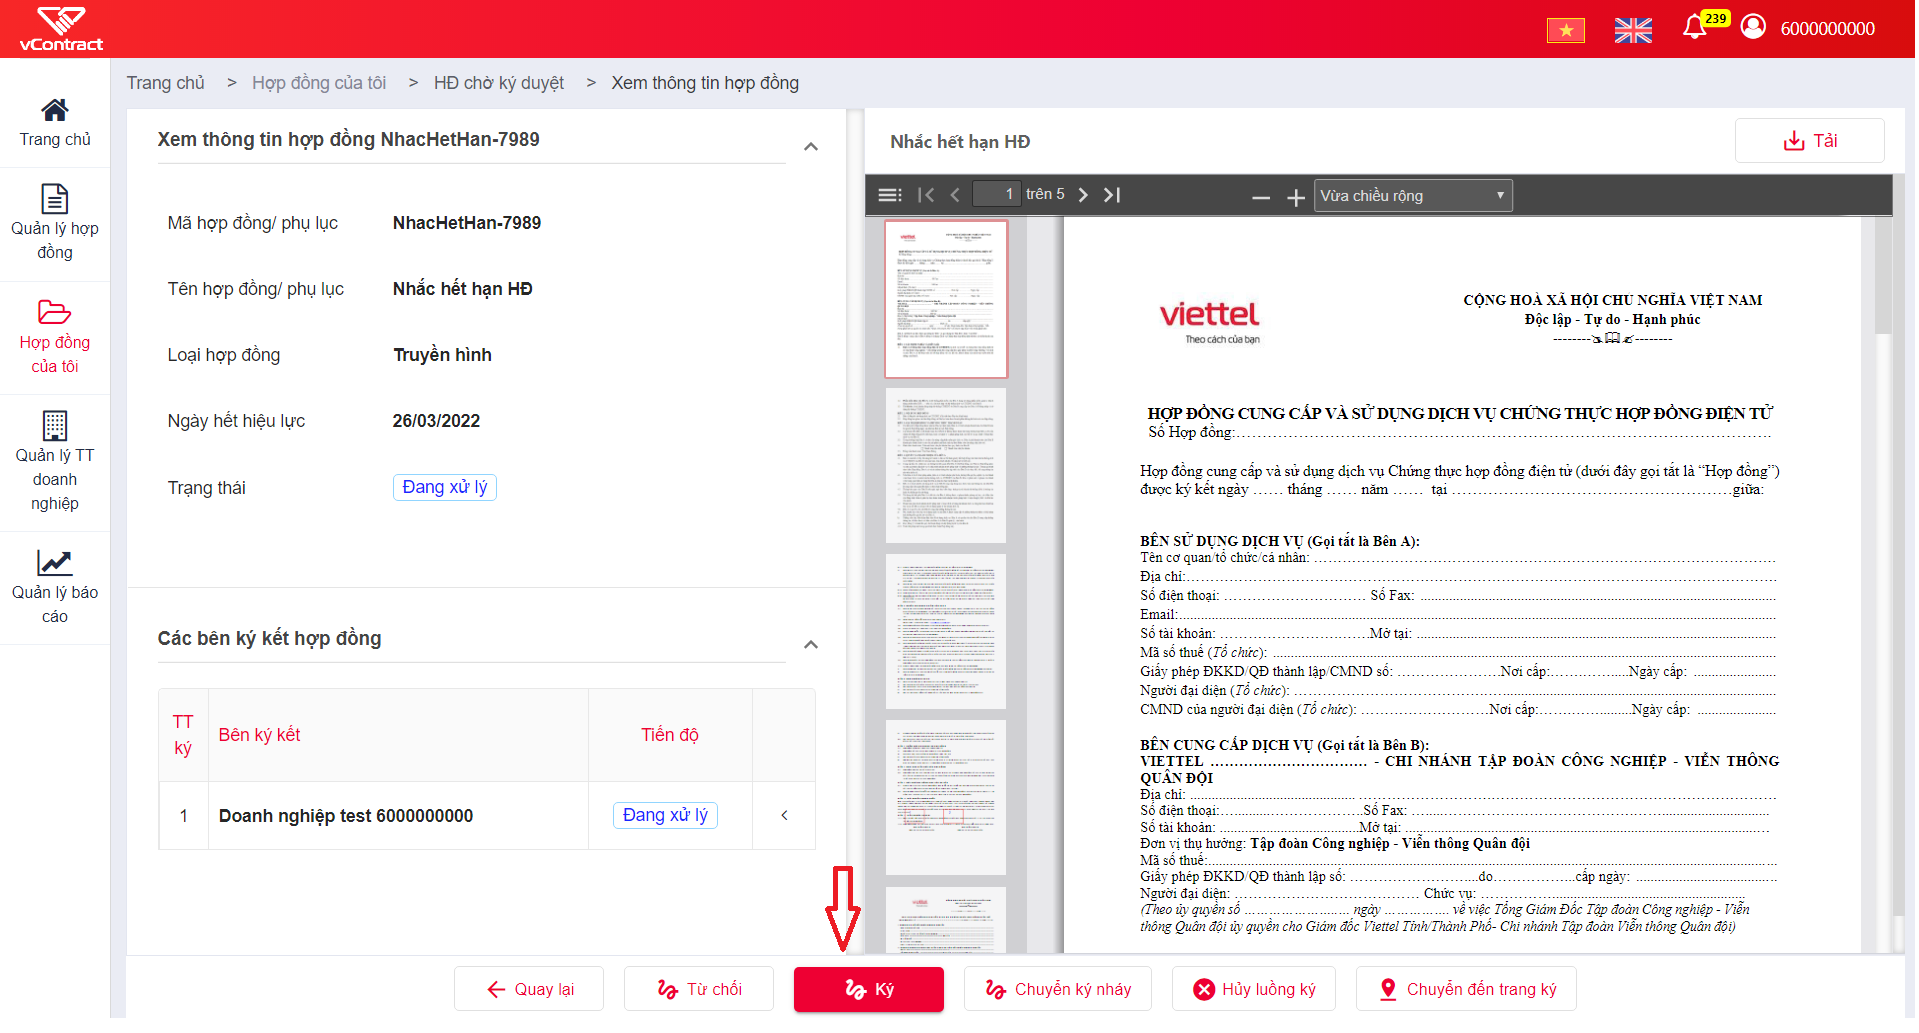 vContract
239
6000000000
Trang chủ
Quản lý hợp
đồng
Hợp đồng
của tôi
Quản lý TT
doanh
nghiệp
Quản lý báo
cáo
Trang chủ > Hợp đồng của tôi > HĐ chờ ký duyệt > Xem thông tin hợp đồng
Xem thông tin hợp đồng NhacHetHan-7989
Mã hợp đồng/ phụ lục NhacHetHan-7989
Tên hợp đồng/ phụ lục Nhắc hết hạn HĐ
Loại hợp đồng Truyền hình
Ngày hết hiệu lực 26/03/2022
Trạng thái Đang xử lý
Các bên ký kết hợp đồng
TT
ký
Bên ký kết
Tiến độ
1 Doanh nghiệp test 6000000000 Đang xử lý
Nhắc hết hạn HĐ
Tải
1 trên 5
Vừa chiều rộng
viettel
Theo cách của bạn
CỘNG HOÀ XÃ HỘI CHỦ NGHĨA VIỆT NAM
Độc lập - Tự do - Hạnh phúc
HỢP ĐỒNG CUNG CẤP VÀ SỬ DỤNG DỊCH VỤ CHỨNG THỰC HỢP ĐỒNG ĐIỆN TỬ
Số Hợp đồng:……………………………………………………………………
Hợp đồng cung cấp và sử dụng dịch vụ Chứng thực hợp đồng điện tử (dưới đây gọi tắt là “Hợp đồng”)
được ký kết ngày …… tháng …… năm …… tại ……………………………………giữa:
BÊN SỬ DỤNG DỊCH VỤ (Gọi tắt là Bên A):
Tên cơ quan/tổ chức/cá nhân: ……………………………………………………
Địa chỉ:……………………………………………………………………
Số điện thoại: ………………… Số Fax: ......................................................
Email:......................................................................
Số tài khoản: …………………Mở tại: ......................................................
Mã số thuế (Tổ chức): ......................................................
Giấy phép ĐKKD/QĐ thành lập/CMND số: …………………Nơi cấp:……………Ngày cấp: ......................
Người đại diện (Tổ chức): ……………………………......................................
CMND của người đại diện (Tổ chức): ……………………Nơi cấp:…………........Ngày cấp: ......................
BÊN CUNG CẤP DỊCH VỤ (Gọi tắt là Bên B):
VIETTEL …………………………… - CHI NHÁNH TẬP ĐOÀN CÔNG NGHIỆP - VIỄN THÔNG
QUÂN ĐỘI
Địa chỉ: ......................................................................
Số điện thoại:…...……………………Số Fax: ......................................................
Số tài khoản: ....................................Mở tại: ......................................................
Đơn vị thụ hưởng: Tập đoàn Công nghiệp - Viễn thông Quân đội
Mã số thuế:......................................................................
Giấy phép ĐKKD/QĐ thành lập số: ……………………....do……………...cấp ngày: ......................................
Người đại diện: ……………………………… Chức vụ: ......................................................
(Theo ủy quyền số ............................ ngày .................. về việc Tổng Giám Đốc Tập đoàn Công nghiệp - Viễn
thông Quân đội ủy quyền cho Giám đốc Viettel Tỉnh/Thành Phố- Chi nhánh Tập đoàn Viễn thông Quân đội)
Quay lại
Từ chối
Ký
Chuyển ký nháy
Hủy luồng ký
Chuyển đến trang ký